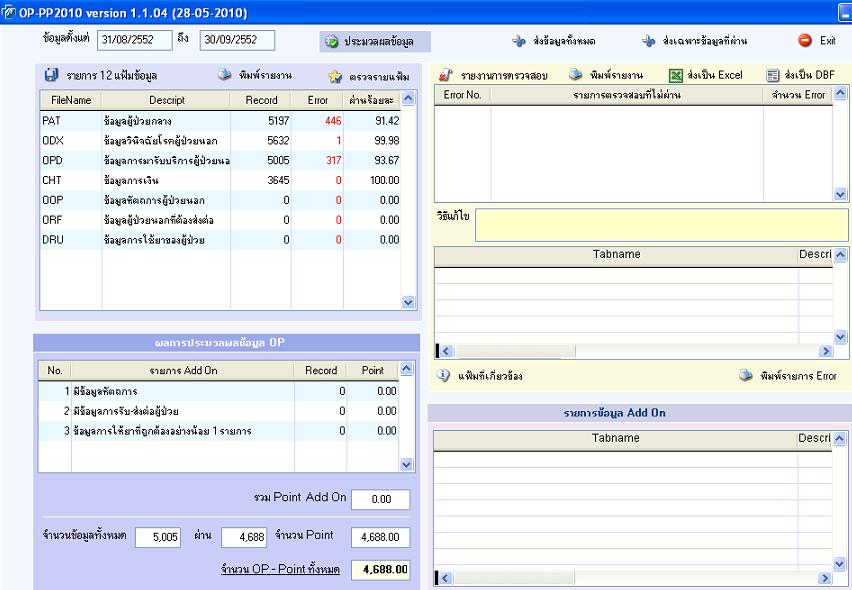 OP-PP2010 version 1.1.04 (28-05-2010)
ข้อมูลตั้งแต่ 31/08/2552 ถึง 30/09/2552 ประมวลผลข้อมูล ส่งข้อมูลทั้งหมด ส่งเฉพาะข้อมูลที่ผ่าน Exit
รายการ 12 แฟ้มข้อมูล พิมพ์รายงาน ตรวจรายแฟ้ม
FileName Descript Record Error ผ่านร้อยละ
PAT ข้อมูลผู้ป่วยกลาง 5197 446 91.42
ODX ข้อมูลวินิจฉัยโรคผู้ป่วยนอก 5632 1 99.98
OPD ข้อมูลการมารับบริการผู้ป่วยนอ 5005 317 93.67
CHT ข้อมูลการเงิน 3645 0 100.00
OOP ข้อมูลหัตถการผู้ป่วยนอก 0 0 0.00
ORF ข้อมูลผู้ป่วยนอกที่ต้องส่งต่อ 0 0 0.00
DRU ข้อมูลการใช้ยาของผู้ป่วย 0 0 0.00
ผลการประมวลผลข้อมูล OP
No. รายการ Add On Record Point
1 มีข้อมูลหัตถการ 0 0.00
2 มีข้อมูลการรับ-ส่งต่อผู้ป่วย 0 0.00
3 ข้อมูลการให้ยาที่ถูกต้องอย่างน้อย 1 รายการ 0 0.00
รวม Point Add On 0.00
จำนวนข้อมูลทั้งหมด 5,005 ผ่าน 4,688 จำนวน Point 4,688.00
จำนวน OP - Point ทั้งหมด 4,688.00
รายงานการตรวจสอบ พิมพ์รายงาน ส่งเป็น Excel ส่งเป็น DBF
Error No. รายการตรวจสอบที่ไม่ผ่าน จำนวน Error
วิธีแก้ไข
Tabname Descri
แฟ้มที่เกี่ยวข้อง พิมพ์รายการ Error
รายการข้อมูล Add On
Tabname Descri